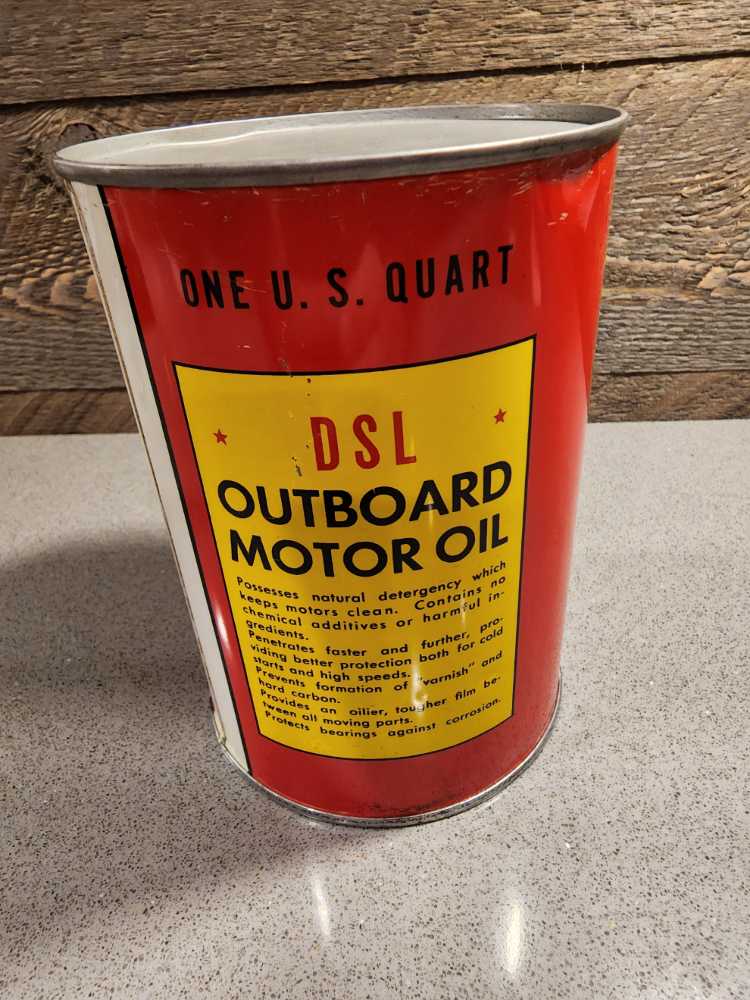 ONE U. S. QUART
DSL
OUTBOARD
MOTOR OIL
Possesses natural detergency which
keeps motors clean. Contains no
chemical additives or harmful in-
gredients.
Penetrates faster and further, pro-
viding better protection both for cold
starts and high speeds.
Prevents formation of "varnish" and
hard carbon.
Provides an oilier, tougher film be-
tween all moving parts.
Protects bearings against corrosion.